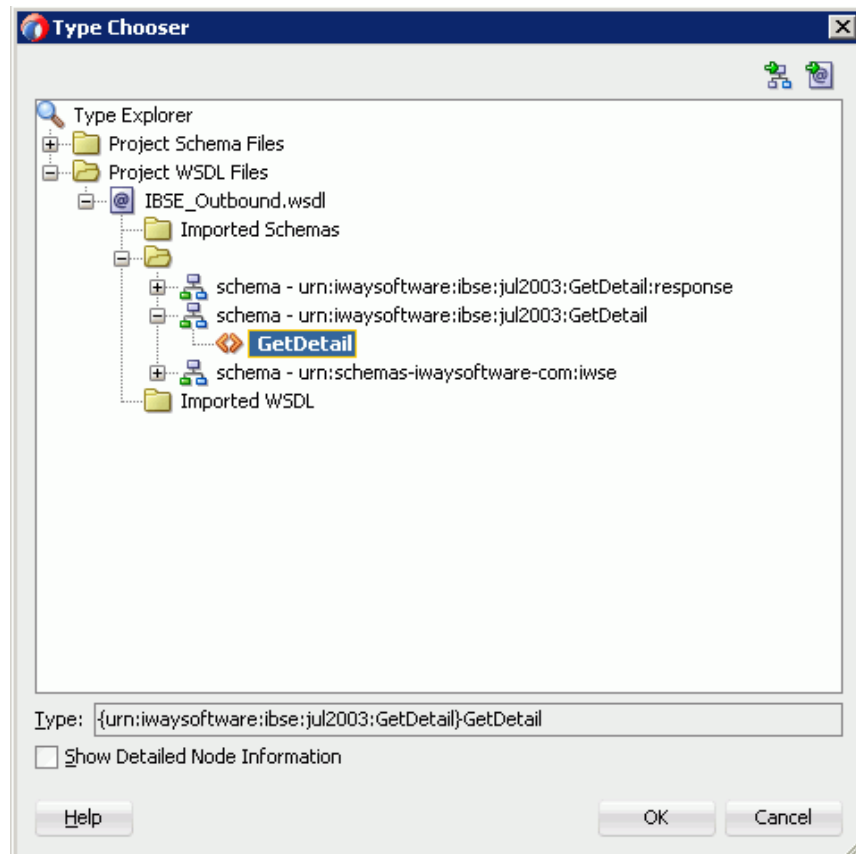 Type Chooser
Type Explorer
Project Schema Files
Project WSDL Files
IBSE_Outbound.wsdl
Imported Schemas
schema - urn:iwaysoftware:ibse:jul2003:GetDetail:response
schema - urn:iwaysoftware:ibse:jul2003:GetDetail
GetDetail
schema - urn:schemas-iwaysoftware-com:iwse
Imported WSDL
Type: {urn:iwaysoftware:ibse:jul2003:GetDetail}GetDetail
Show Detailed Node Information
Help OK Cancel